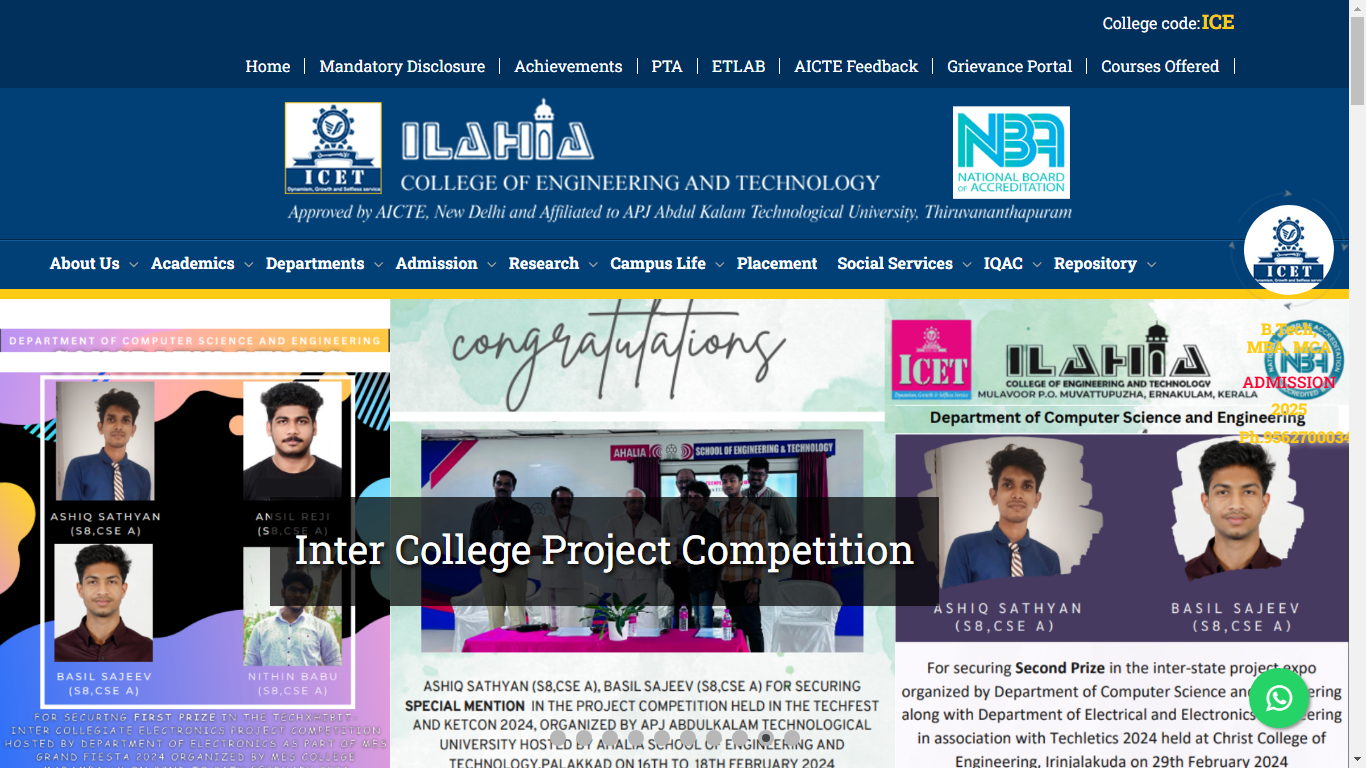 College code: ICE
Home
Mandatory Disclosure
Achievements
PTA
ETLAB
AICTE Feedback
Grievance Portal
Courses Offered
ICET
Dynamism, Growth and Selfless service
ILAHIA
COLLEGE OF ENGINEERING AND TECHNOLOGY
Approved by AICTE, New Delhi and Affiliated to APJ Abdul Kalam Technological University, Thiruvananthapuram
NBA
NATIONAL BOARD
OF ACCREDITATION
About Us
Academics
Departments
Admission
Research
Campus Life
Placement
Social Services
IQAC
Repository
ICET
B.Tech,
MBA, MCA
ADMISSION
2025
Ph.9562700034
DEPARTMENT OF COMPUTER SCIENCE AND ENGINEERING
ASHIQ SATHYAN
(S8,CSE A)
ANSIL REJI
(S8,CSE A)
BASIL SAJEEV
(S8,CSE A)
NITHIN BABU
(S8,CSE A)
FOR SECURING FIRST PRIZE IN THE TECHXHIBIT-
INTER COLLEGIATE ELECTRONICS PROJECT COMPETITION
HOSTED BY DEPARTMENT OF ELECTRONICS AS PART OF MES
GRAND FIESTA 2024 ORGANIZED BY MES COLLEGE
congratulations
AHALIA SCHOOL OF ENGINEERING & TECHNOLOGY
Inter College Project Competition
ASHIQ SATHYAN (S8,CSE A), BASIL SAJEEV (S8,CSE A) FOR SECURING
SPECIAL MENTION IN THE PROJECT COMPETITION HELD IN THE TECHFEST
AND KETCON 2024, ORGANIZED BY APJ ABDULKALAM TECHNOLOGICAL
UNIVERSITY HOSTED BY AHALIA SCHOOL OF ENGINEERING AND
TECHNOLOGY,PALAKKAD ON 16TH TO 18TH FEBRUARY 2024
ICET
Dynamism, Growth & Selfless Service
ILAHIA
COLLEGE OF ENGINEERING AND TECHNOLOGY
MULAVOOR P.O. MUVATTUPUZHA, ERNAKULAM, KERALA
NBA
Department of Computer Science and Engineering
ASHIQ SATHYAN
(S8,CSE A)
BASIL SAJEEV
(S8,CSE A)
For securing Second Prize in the inter-state project expo
organized by Department of Computer Science and Engineering
along with Department of Electrical and Electronics Engineering
in association with Techletics 2024 held at Christ College of
Engineering, Irinjalakuda on 29th February 2024